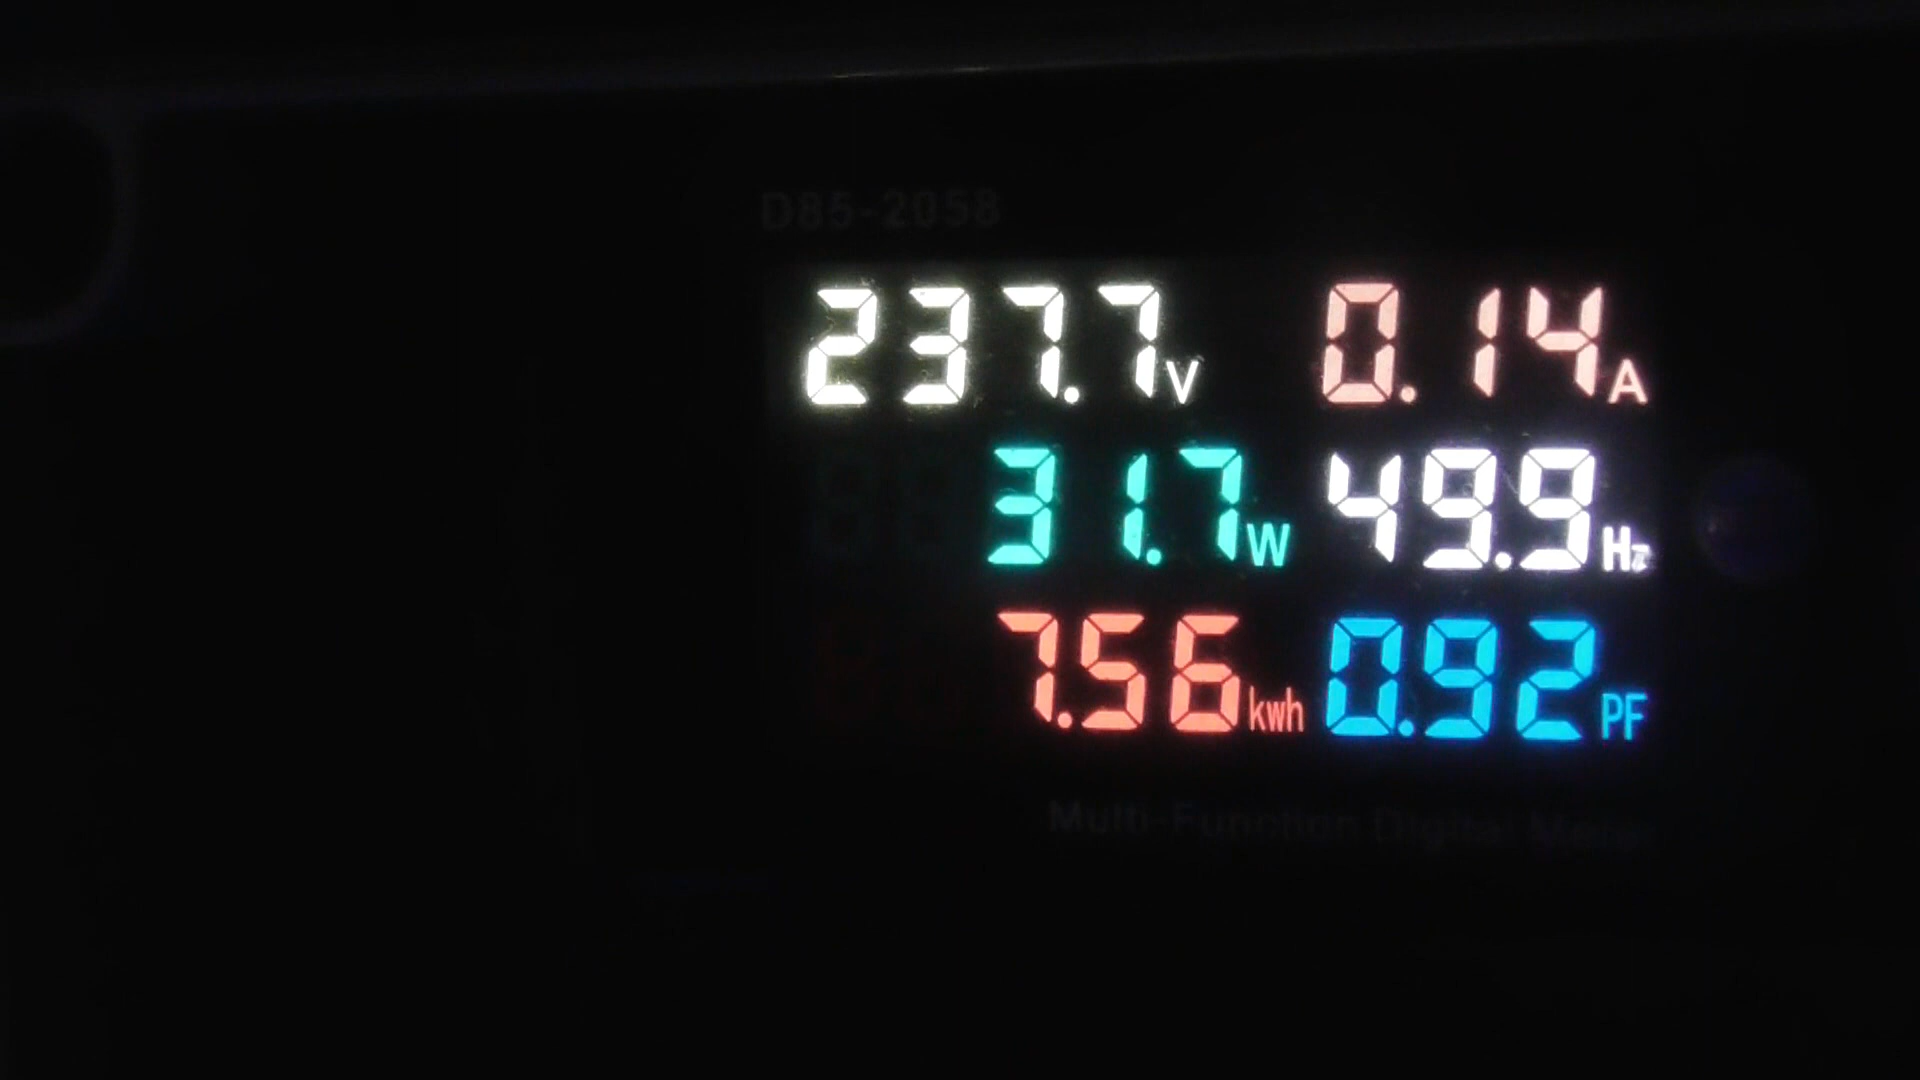 D85-2058
237.7V 0.14A
31.7W 49.9Hz
7.56kwh 0.92PF
Multi-Function Digital Meter